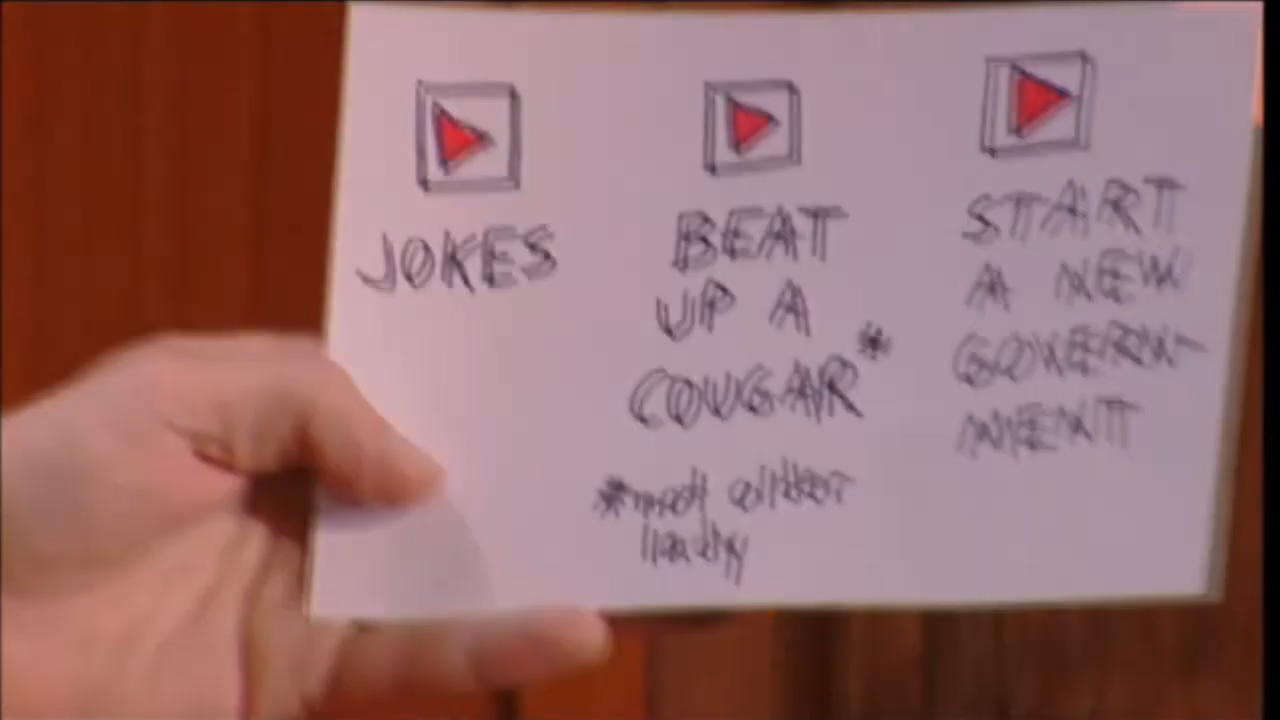 JOKES
BEAT
UP A
COUGAR*
*not older
lady
START
A NEW
GOVERN-
MENT